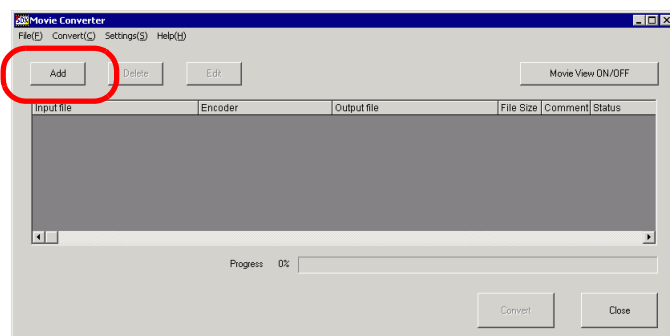 Movie Converter
File(F) Convert(C) Settings(S) Help(H)
Add Delete Edit Movie View ON/OFF
Input file Encoder Output file File Size Comment Status
Progress 0%
Convert Close